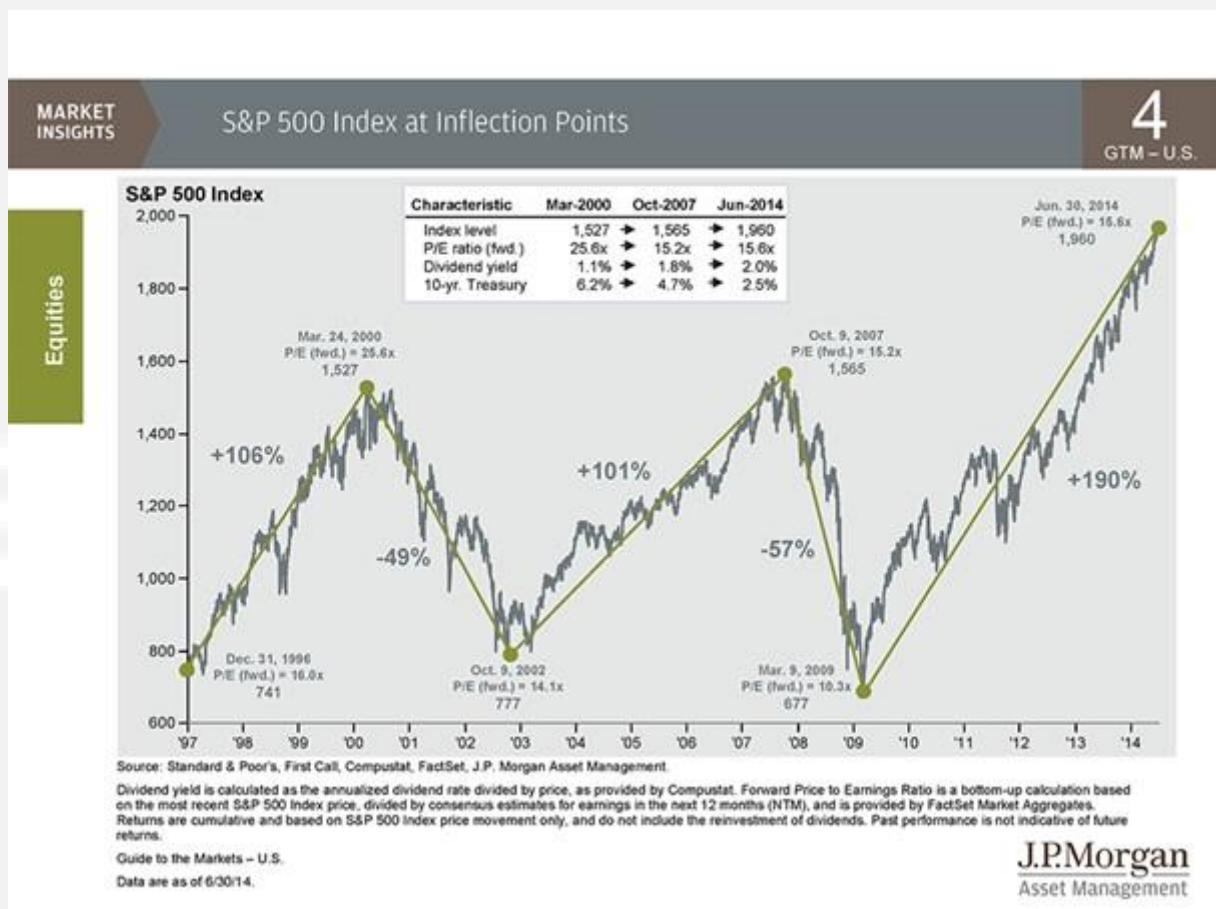 MARKET
INSIGHTS
S&P 500 Index at Inflection Points
4
GTM – U.S.
Equities
S&P 500 Index
Characteristic Mar-2000 Oct-2007 Jun-2014
Index level 1,527 → 1,565 → 1,960
P/E ratio (fwd.) 25.6x → 15.2x → 15.6x
Dividend yield 1.1% → 1.8% → 2.0%
10-yr. Treasury 6.2% → 4.7% → 2.5%
Jun. 30, 2014
P/E (fwd.) = 15.6x
1,960
2,000
1,800
1,600
1,400
1,200
1,000
800
600
Mar. 24, 2000
P/E (fwd.) = 25.6x
1,527
Oct. 9, 2007
P/E (fwd.) = 15.2x
1,565
+106%
-49%
+101%
-57%
+190%
Dec. 31, 1996
P/E (fwd.) = 16.0x
741
Oct. 9, 2002
P/E (fwd.) = 14.1x
777
Mar. 9, 2009
P/E (fwd.) = 10.3x
677
'97 '98 '99 '00 '01 '02 '03 '04 '05 '06 '07 '08 '09 '10 '11 '12 '13 '14
Source: Standard & Poor's, First Call, Compustat, FactSet, J.P. Morgan Asset Management.
Dividend yield is calculated as the annualized dividend rate divided by price, as provided by Compustat. Forward Price to Earnings Ratio is a bottom-up calculation based
on the most recent S&P 500 Index price, divided by consensus estimates for earnings in the next 12 months (NTM), and is provided by FactSet Market Aggregates.
Returns are cumulative and based on S&P 500 Index price movement only, and do not include the reinvestment of dividends. Past performance is not indicative of future
returns.
Guide to the Markets – U.S.
Data are as of 6/30/14.
J.P.Morgan
Asset Management